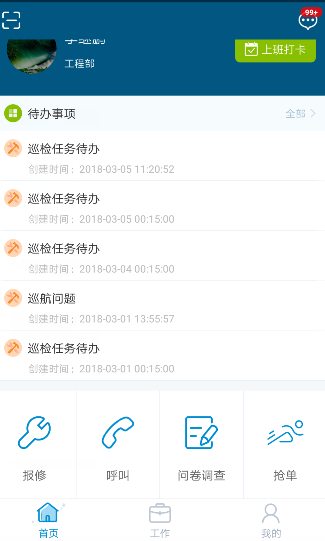 99+
工程部
上班打卡
待办事项
全部
巡检任务待办
创建时间：2018-03-05 11:20:52
巡检任务待办
创建时间：2018-03-05 00:15:00
巡检任务待办
创建时间：2018-03-04 00:15:00
巡航问题
创建时间：2018-03-01 13:55:57
巡检任务待办
创建时间：2018-03-01 00:15:00
报修
呼叫
问卷调查
抢单
首页
工作
我的